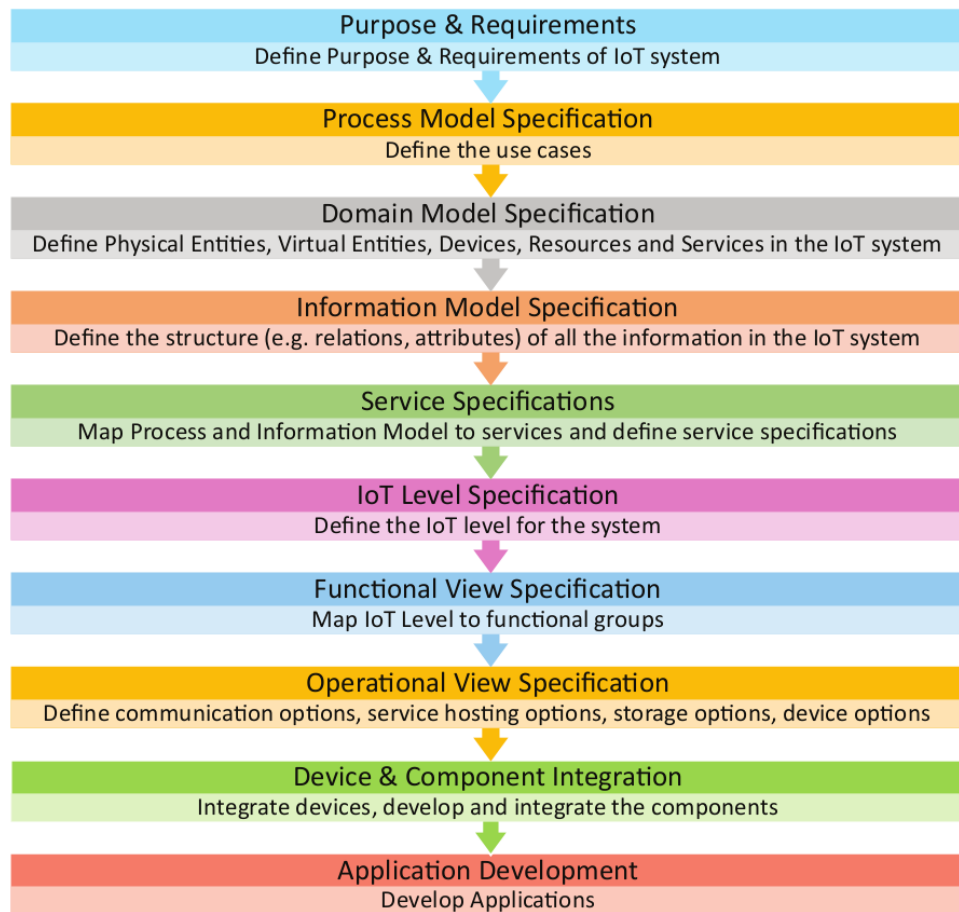 Purpose & Requirements
Define Purpose & Requirements of IoT system
Process Model Specification
Define the use cases
Domain Model Specification
Define Physical Entities, Virtual Entities, Devices, Resources and Services in the IoT system
Information Model Specification
Define the structure (e.g. relations, attributes) of all the information in the IoT system
Service Specifications
Map Process and Information Model to services and define service specifications
IoT Level Specification
Define the IoT level for the system
Functional View Specification
Map IoT Level to functional groups
Operational View Specification
Define communication options, service hosting options, storage options, device options
Device & Component Integration
Integrate devices, develop and integrate the components
Application Development
Develop Applications